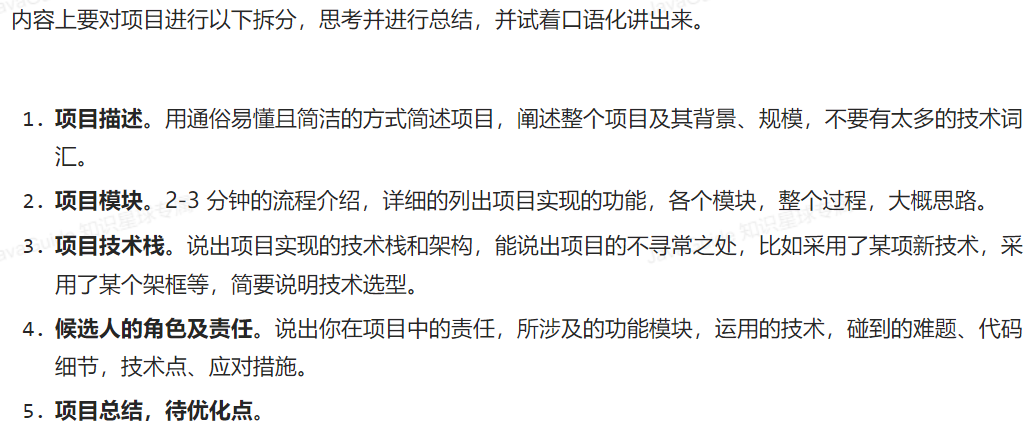 内容上要对项目进行以下拆分，思考并进行总结，并试着口语化讲出来。
1. 项目描述。用通俗易懂且简洁的方式简述项目，阐述整个项目及其背景、规模，不要有太多的技术词
汇。
2. 项目模块。2-3 分钟的流程介绍，详细的列出项目实现的功能，各个模块，整个过程，大概思路。
3. 项目技术栈。说出项目实现的技术栈和架构，能说出项目的不寻常之处，比如采用了某项新技术，采
用了某个架框等，简要说明技术选型。
4. 候选人的角色及责任。说出你在项目中的责任，所涉及的功能模块，运用的技术，碰到的难题、代码
细节，技术点、应对措施。
5. 项目总结，待优化点。